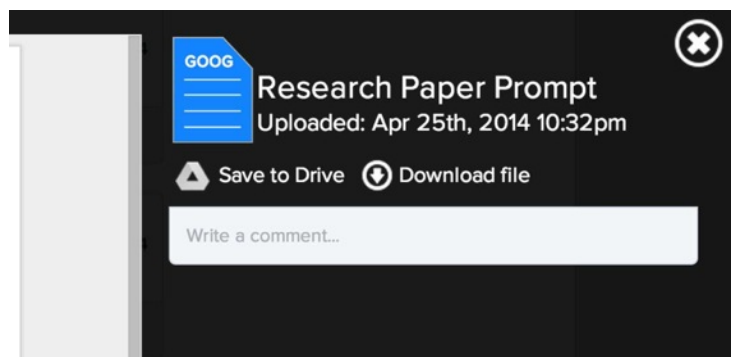 GOOG
Research Paper Prompt
Uploaded: Apr 25th, 2014 10:32pm
Save to Drive Download file
Write a comment...